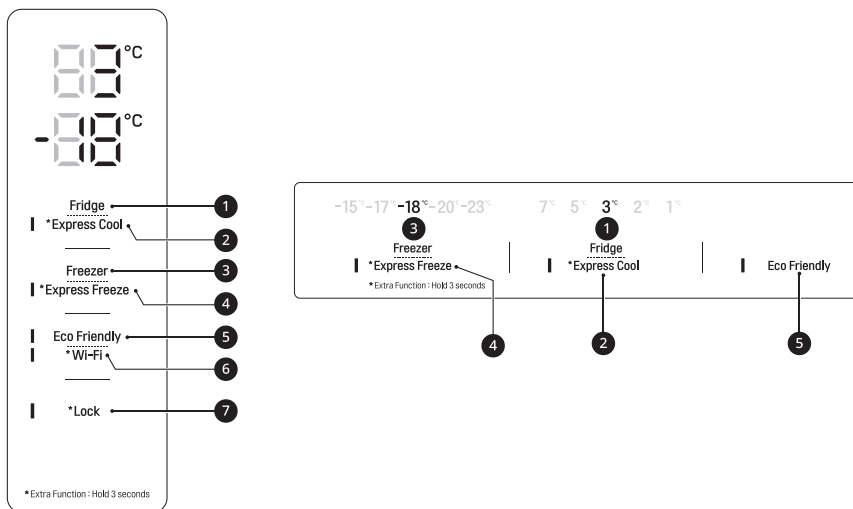 3 °C
-18 °C
Fridge
*Express Cool
Freezer
*Express Freeze
Eco Friendly
*Wi-Fi
*Lock
*Extra Function : Hold 3 seconds
1
2
3
4
5
6
7
-15°C -17°C -18°C -20°C -23°C 7°C 5°C 3°C 2°C 1°C
3 1
Freezer Fridge
*Express Freeze *Express Cool Eco Friendly
*Extra Function : Hold 3 seconds
4 2 5